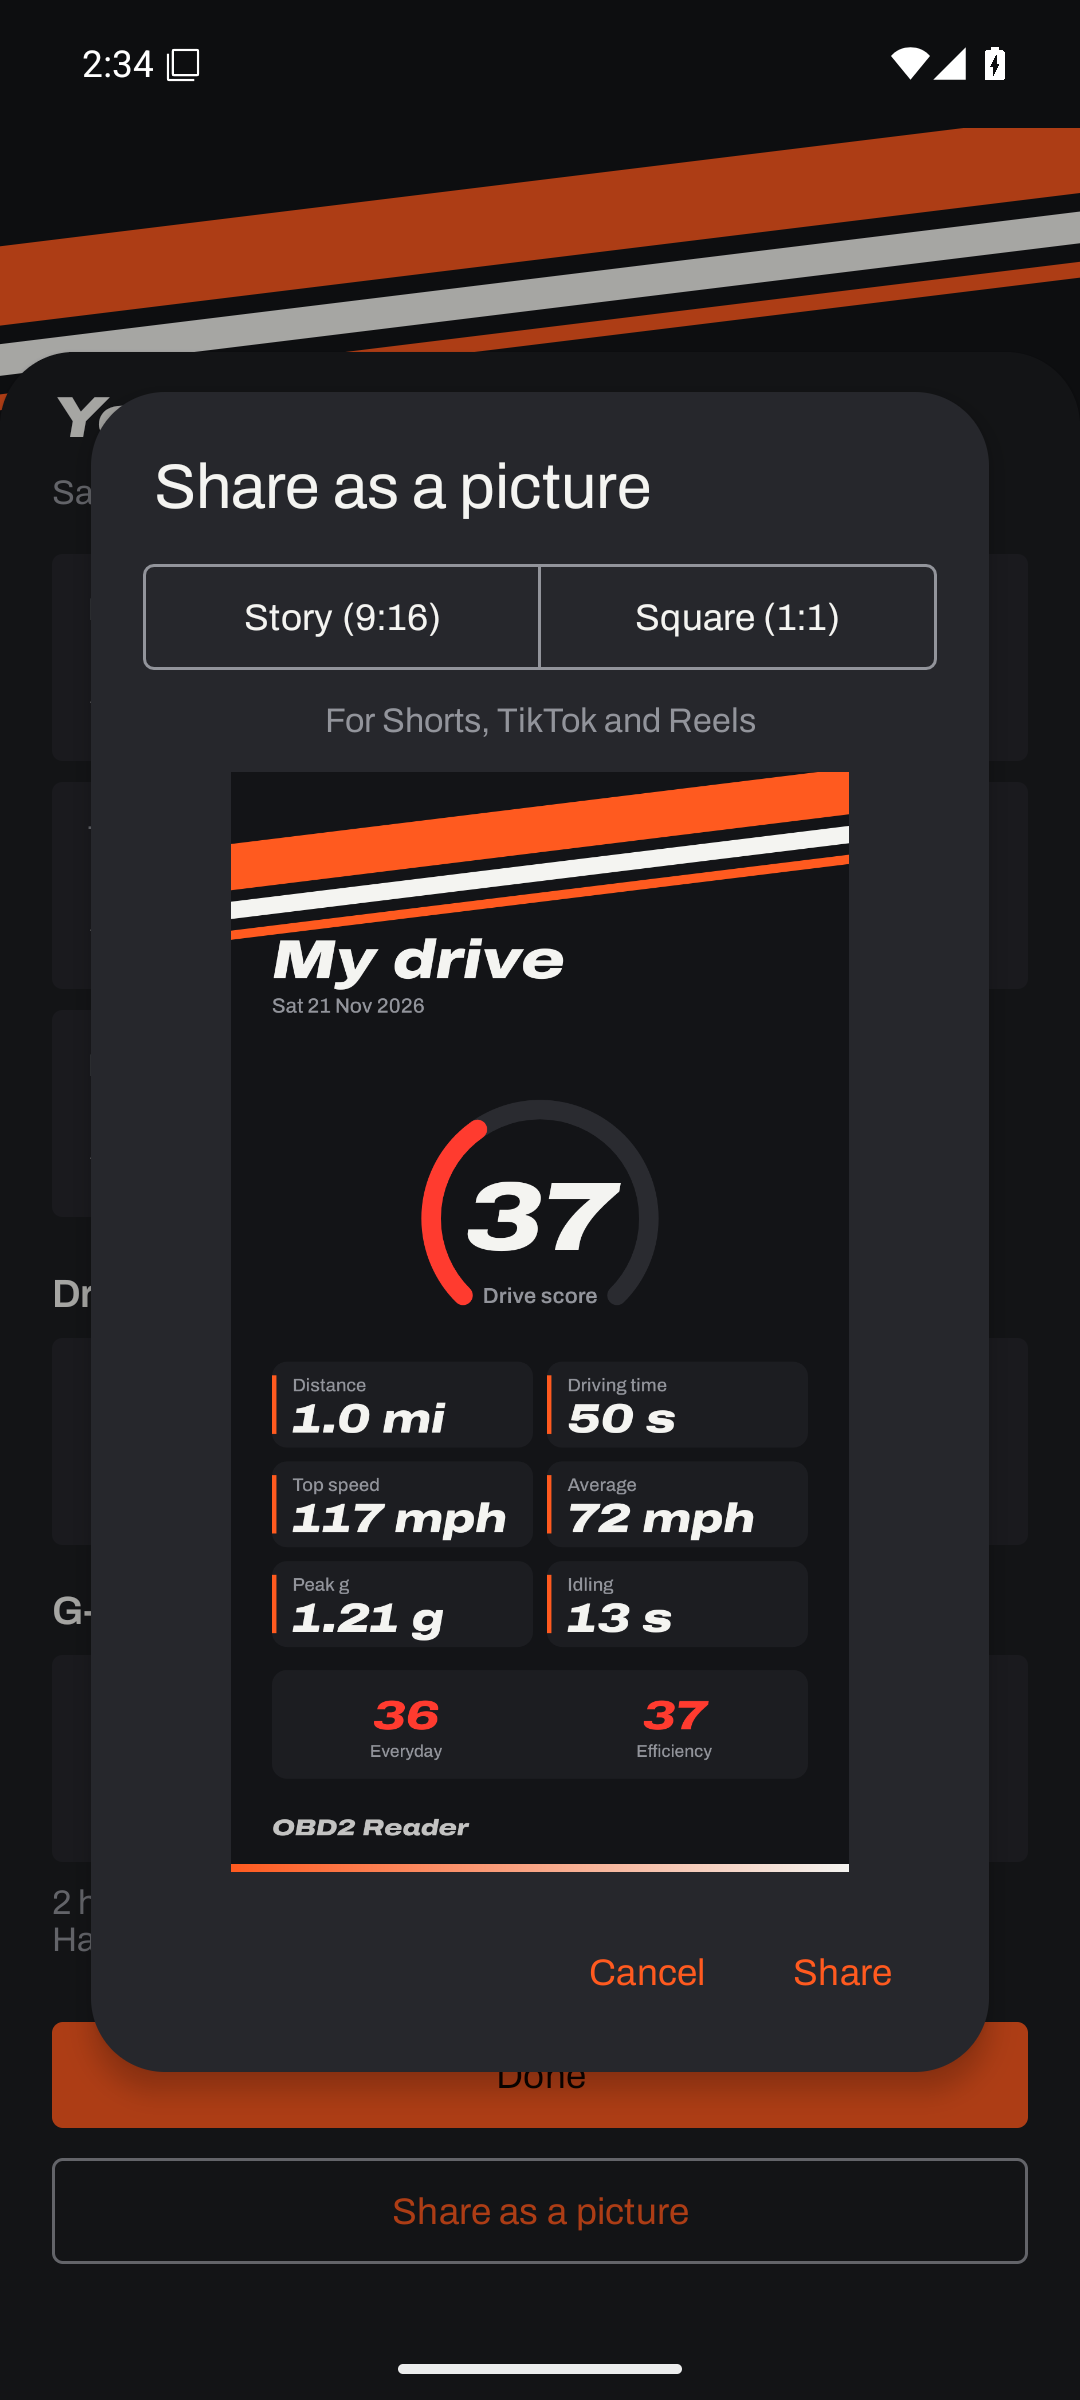 2:34
Share as a picture
Story (9:16)
Square (1:1)
For Shorts, TikTok and Reels
My drive
Sat 21 Nov 2026
37
Drive score
Distance
1.0 mi
Driving time
50 s
Top speed
117 mph
Average
72 mph
Peak g
1.21 g
Idling
13 s
36
Everyday
37
Efficiency
OBD2 Reader
Cancel
Share
Done
Share as a picture